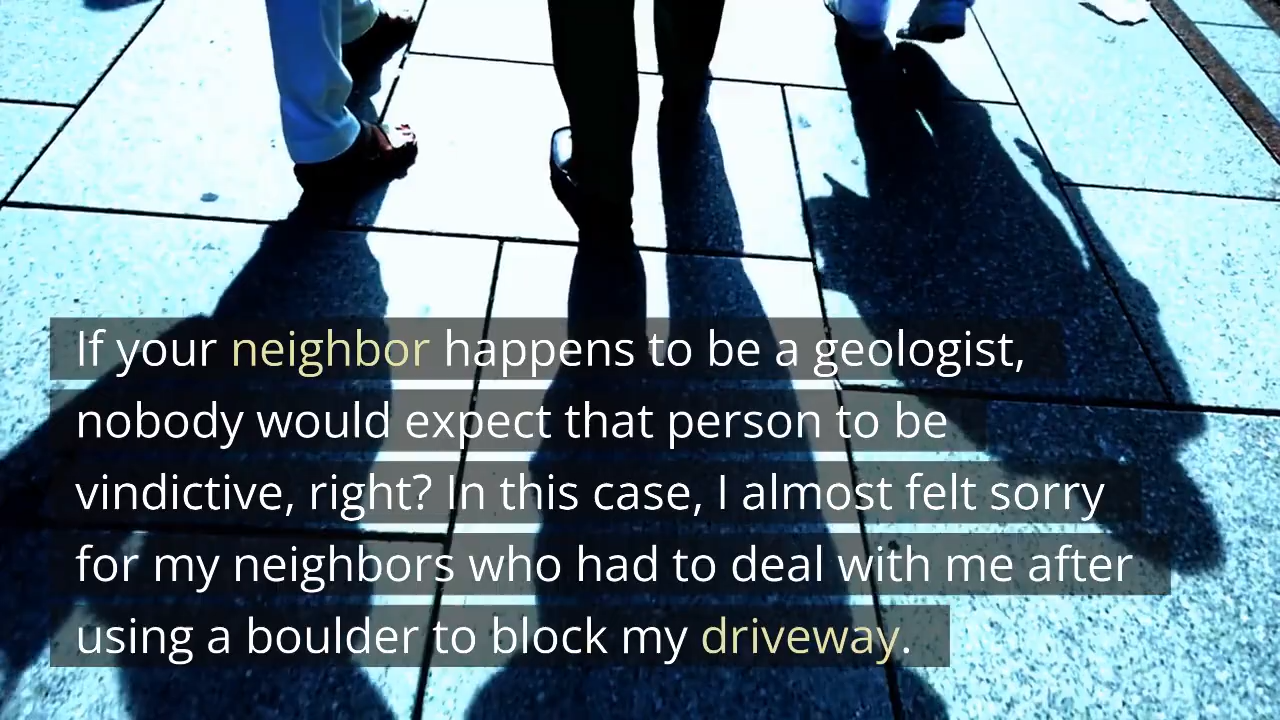 If your neighbor happens to be a geologist,
nobody would expect that person to be
vindictive, right? In this case, I almost felt sorry
for my neighbors who had to deal with me after
using a boulder to block my driveway.